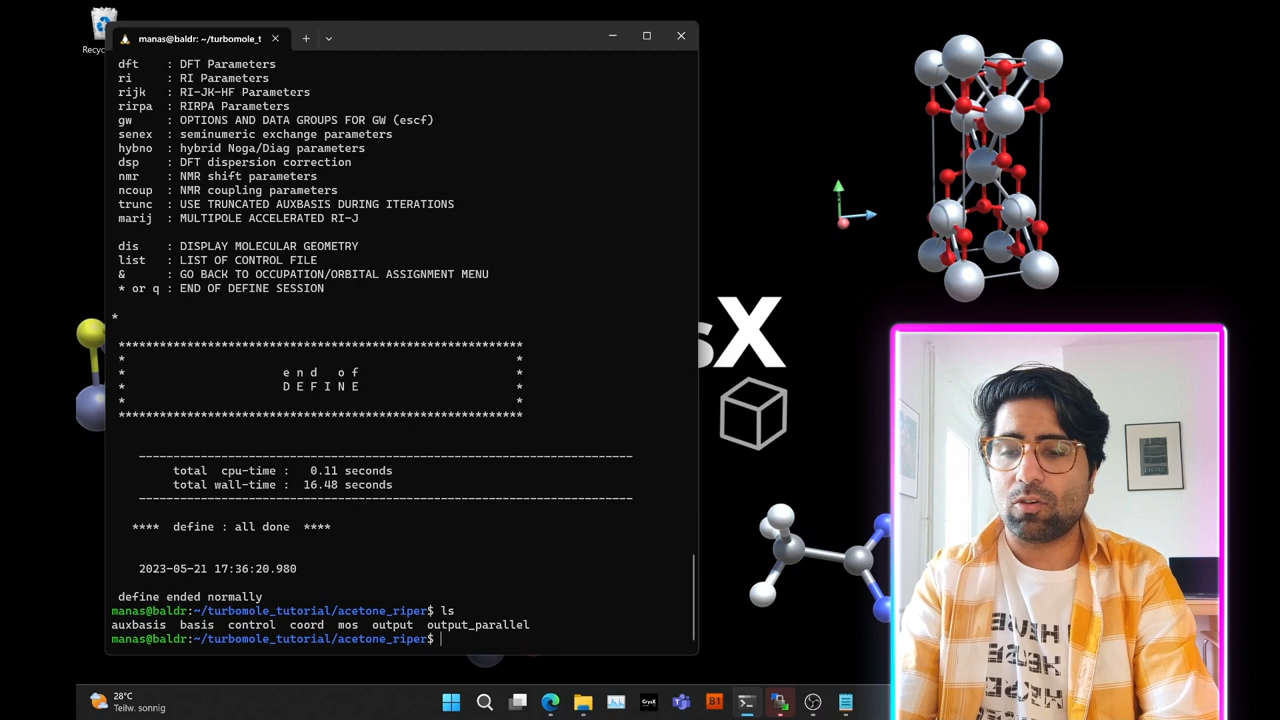 Recyc
manas@baldr: ~/turbomole_t
dft : DFT Parameters
ri : RI Parameters
rijk : RI-JK-HF Parameters
rirpa : RIRPA Parameters
gw : OPTIONS AND DATA GROUPS FOR GW (escf)
senex : seminumeric exchange parameters
hybno : hybrid Noga/Diag parameters
dsp : DFT dispersion correction
nmr : NMR shift parameters
ncoup : NMR coupling parameters
trunc : USE TRUNCATED AUXBASIS DURING ITERATIONS
marij : MULTIPOLE ACCELERATED RI-J
dis : DISPLAY MOLECULAR GEOMETRY
list : LIST OF CONTROL FILE
& : GO BACK TO OCCUPATION/ORBITAL ASSIGNMENT MENU
* or q : END OF DEFINE SESSION
*
***********************************************************
* *
* e n d o f *
* D E F I N E *
* *
***********************************************************
------------------------------------------------------------------------
total cpu-time : 0.11 seconds
total wall-time : 16.48 seconds
------------------------------------------------------------------------
**** define : all done ****
2023-05-21 17:36:20.980
define ended normally
manas@baldr:~/turbomole_tutorial/acetone_riper$ ls
auxbasis basis control coord mos output output_parallel
manas@baldr:~/turbomole_tutorial/acetone_riper$
sX
28°C
Teilw. sonnig
CrysX
B1